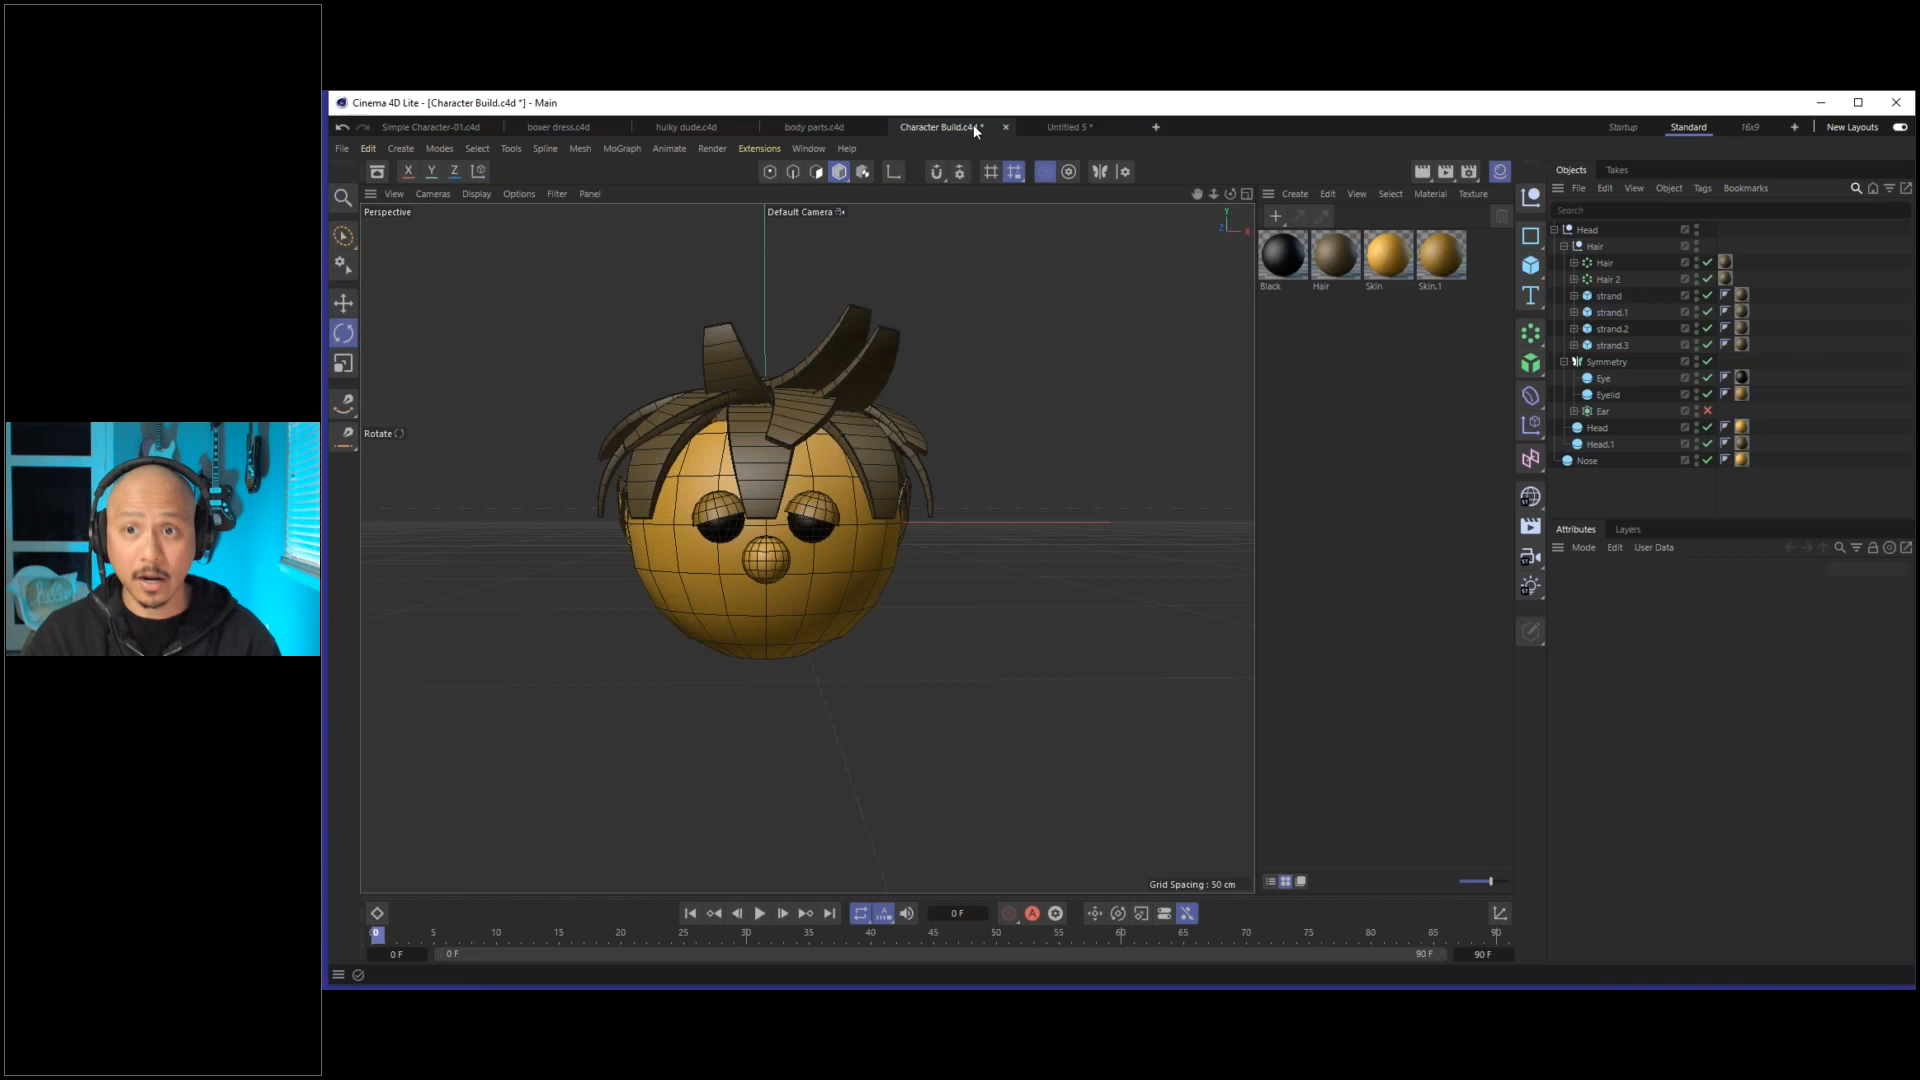 Cinema 4D Lite - [Character Build.c4d *] - Main
Simple Character-01.c4d
boxer dress.c4d
hulky dude.c4d
body parts.c4d
Character Build.c4d *
Untitled 5 *
Startup
Standard
16x9
New Layouts
File Edit Create Modes Select Tools Spline Mesh MoGraph Animate Render Extensions Window Help
X Y Z
View Cameras Display Options Filter Panel
Perspective
Default Camera
Y
Z X
Rotate
Grid Spacing : 50 cm
Create Edit View Select Material Texture
Black
Hair
Skin
Skin.1
Objects Takes
File Edit View Object Tags Bookmarks
Search
Head
Hair
Hair
Hair 2
strand
strand.1
strand.2
strand.3
Symmetry
Eye
Eyelid
Ear
Head
Head.1
Nose
Attributes Layers
Mode Edit User Data
hello
0 F
0 5 10 15 20 25 30 35 40 45 50 55 60 65 70 75 80 85 90
0 F
0 F
90 F
90 F